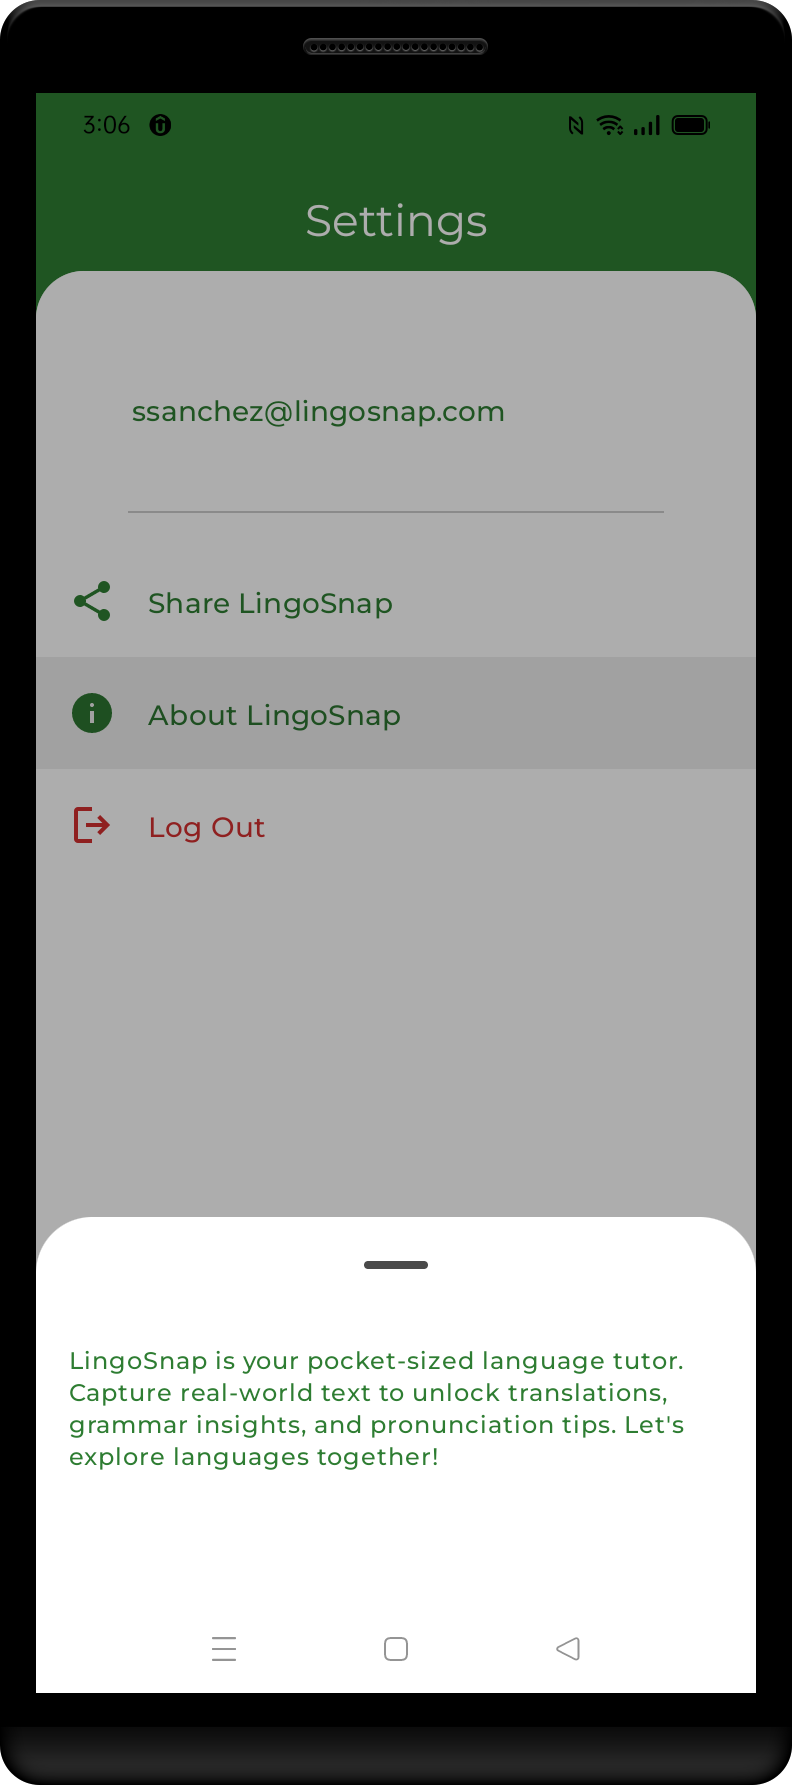 3:06
Settings
ssanchez@lingosnap.com
Share LingoSnap
About LingoSnap
Log Out
LingoSnap is your pocket-sized language tutor.
Capture real-world text to unlock translations,
grammar insights, and pronunciation tips. Let's
explore languages together!